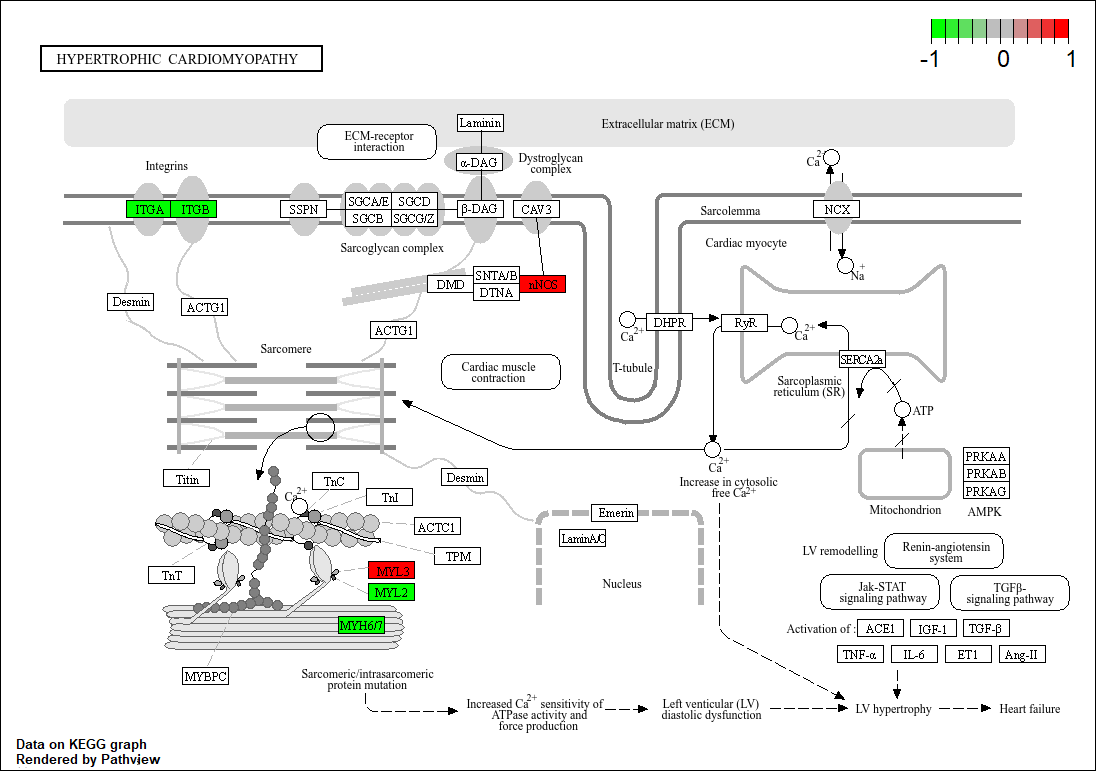 HYPERTROPHIC CARDIOMYOPATHY
-1 0 1
Extracellular matrix (ECM)
Laminin
ECM-receptor
interaction
α-DAG
Dystroglycan
complex
Integrins
Ca2+
ITGA
ITGB
SSPN
SGCA/E
SGCD
SGCB
SGCG/Z
β-DAG
CAV3
Sarcolemma
NCX
Sarcoglycan complex
Cardiac myocyte
Na+
DMD
SNTA/B
DTNA
nNOS
Desmin
ACTG1
ACTG1
Ca2+
DHPR
RyR
Ca2+
Sarcomere
Cardiac muscle
contraction
T-tubule
SERCA2a
Sarcoplasmic
reticulum (SR)
ATP
Ca2+
Increase in cytosolic
free Ca2+
PRKAA
PRKAB
PRKAG
Mitochondrion
AMPK
Titin
Desmin
TnC
Ca2+
TnI
ACTC1
TPM
TnT
Emerin
LaminA/C
Nucleus
MYL3
MYL2
MYH6/7
MYBPC
LV remodelling
Renin-angiotensin
system
Jak-STAT
signaling pathway
TGFβ-
signaling pathway
Activation of :
ACE1
IGF-1
TGF-β
TNF-α
IL-6
ET1
Ang-II
Sarcomeric/intrasarcomeric
protein mutation
Increased Ca2+ sensitivity of
ATPase activity and
force production
Left venticular (LV)
diastolic dysfunction
LV hypertrophy
Heart failure
Data on KEGG graph
Rendered by Pathview